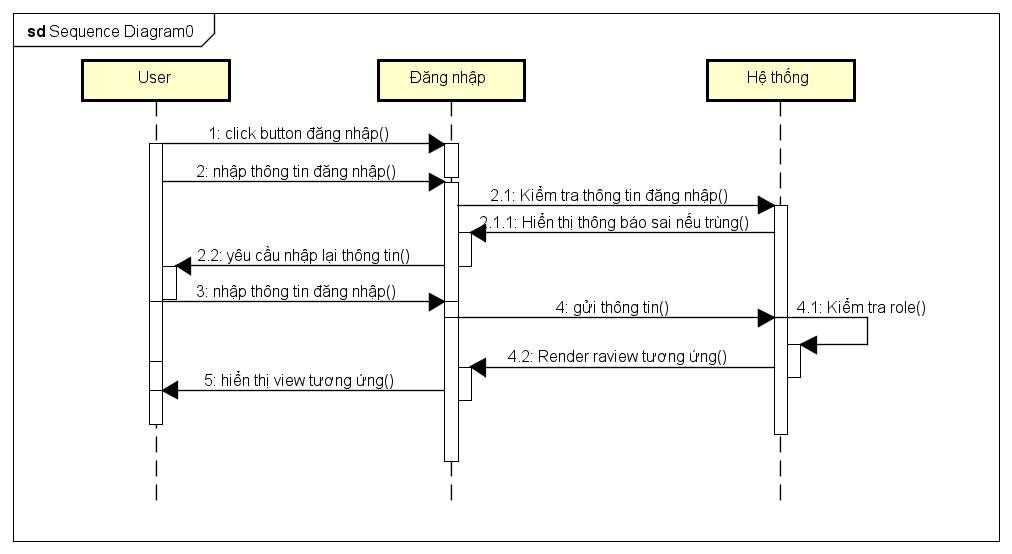 sd Sequence Diagram0
User
Đăng nhập
Hệ thống
1: click button đăng nhập()
2: nhập thông tin đăng nhập()
2.1: Kiểm tra thông tin đăng nhập()
2.1.1: Hiển thị thông báo sai nếu trùng()
2.2: yêu cầu nhập lại thông tin()
3: nhập thông tin đăng nhập()
4: gửi thông tin()
4.1: Kiểm tra role()
4.2: Render raview tương ứng()
5: hiển thị view tương ứng()